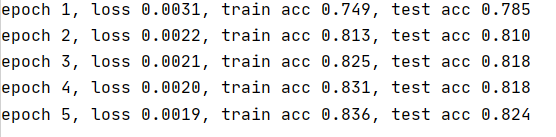 epoch 1, loss 0.0031, train acc 0.749, test acc 0.785
epoch 2, loss 0.0022, train acc 0.813, test acc 0.810
epoch 3, loss 0.0021, train acc 0.825, test acc 0.818
epoch 4, loss 0.0020, train acc 0.831, test acc 0.818
epoch 5, loss 0.0019, train acc 0.836, test acc 0.824